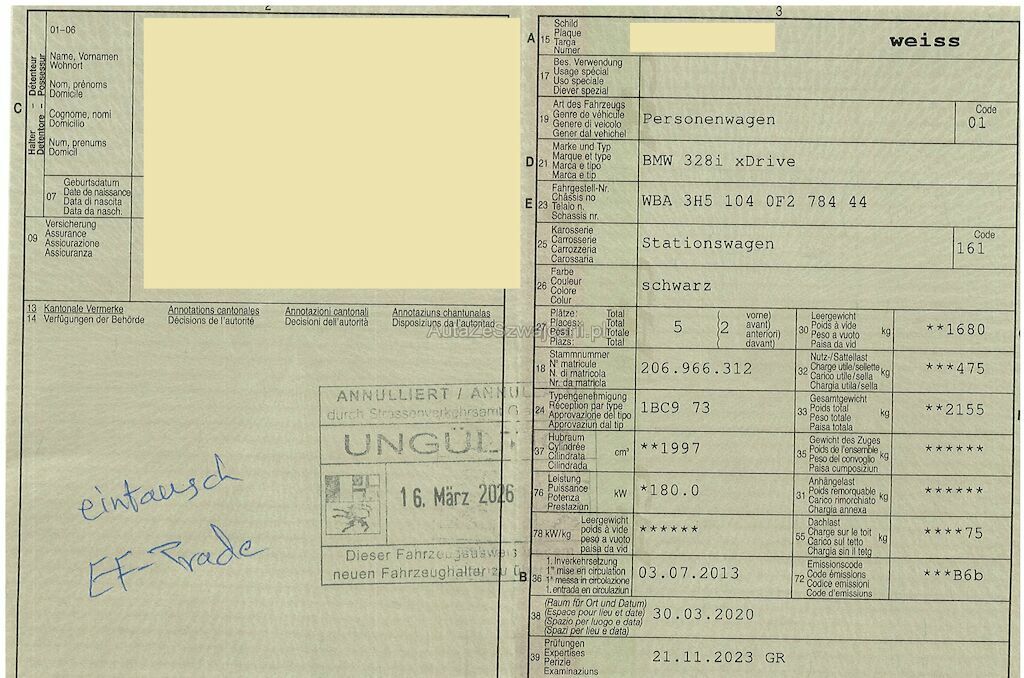 2
01–06
Name, Vornamen
Wohnort
Nom, prénoms
Domicile
Cognome, nomi
Domicilio
Num, prenums
Domicil
C
Halter – Détenteur
Detentore – Possessur
07
Geburtsdatum
Date de naissance
Data di nascita
Data da nasch.
09
Versicherung
Assurance
Assicurazione
Assicuranza
13 Kantonale Vermerke Annotations cantonales Annotazioni cantonali Annotaziuns chantunalas
14 Verfügungen der Behörde Décisions de l'autorité Decisioni dell'autorità Disposiziuns da l'autoritad
ANNULLIERT / ANNUL
durch Strassenverkehrsamt G
UNGÜL
16. März 2026
Dieser Fahrzeugausweis
neuen Fahrzeughalter zu ü
eintausch
EF-Trade
3
A 15 Schild
Plaque
Targa
Numer
weiss
17 Bes. Verwendung
Usage spécial
Uso speciale
Diever spezial
19 Art des Fahrzeugs
Genre de véhicule
Genere di veicolo
Gener dal vehichel
Personenwagen
Code
01
D 21 Marke und Typ
Marque et type
Marca e tipo
Marca e tip
BMW 328i xDrive
E 23 Fahrgestell-Nr.
Châssis no
Telaio n.
Schassis nr.
WBA 3H5 104 0F2 784 44
25 Karosserie
Carrosserie
Carrozzeria
Carossaria
Stationswagen
Code
161
26 Farbe
Couleur
Colore
Colur
schwarz
27 Plätze: Total
Places: Total
Posti: Totale
Plazs: Total
5
(2
vorne)
avant)
anteriori)
davant)
30 Leergewicht
Poids à vide
Peso a vuoto
Paisa da vid
kg
**1680
18 Stammnummer
N° matricule
N. di matricola
Nr. da matricla
206.966.312
32 Nutz-/Sattellast
Charge utile/sellette
Carico utile/sella
Chargia utila/sella
kg
***475
24 Typengenehmigung
Réception par type
Approvazione del tipo
Approvaziun dal tip
1BC9 73
33 Gesamtgewicht
Poids total
Peso totale
Paisa totala
kg
**2155
37 Hubraum
Cylindrée
Cilindrata
Cilindrada
cm³
**1997
35 Gewicht des Zuges
Poids de l'ensemble
Peso del convoglio
Paisa cumposiziun
kg
******
76 Leistung
Puissance
Potenza
Prestaziun
kW
*180.0
31 Anhängelast
Poids remorquable
Carico rimorchiato
Chargia annexa
kg
******
78 kW/kg Leergewicht
poids à vide
peso a vuoto
paisa da vid
******
55 Dachlast
Charge sur le toit
Carico sul tetto
Chargia sin il tetg
kg
****75
B 36 1. Inverkehrsetzung
1re mise en circulation
1a messa in circolazione
1. entrada en circulaziun
03.07.2013
72 Emissionscode
Code émissions
Codice emissioni
Code d'emissiuns
***B6b
38 (Raum für Ort und Datum)
(Espace pour lieu et date)
(Spazio per luogo e data)
(Spazi per lieu e data)
30.03.2020
39 Prüfungen
Expertises
Perizie
Examinaziuns
21.11.2023 GR
AutazeSzwajcarii.pl